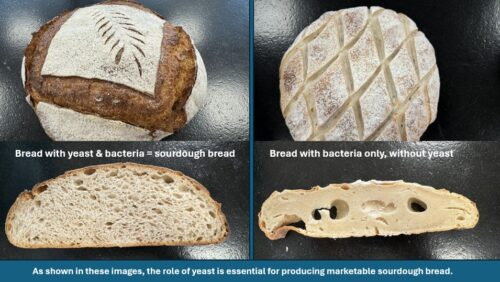 Bread with yeast & bacteria = sourdough bread
Bread with bacteria only, without yeast
As shown in these images, the role of yeast is essential for producing marketable sourdough bread.